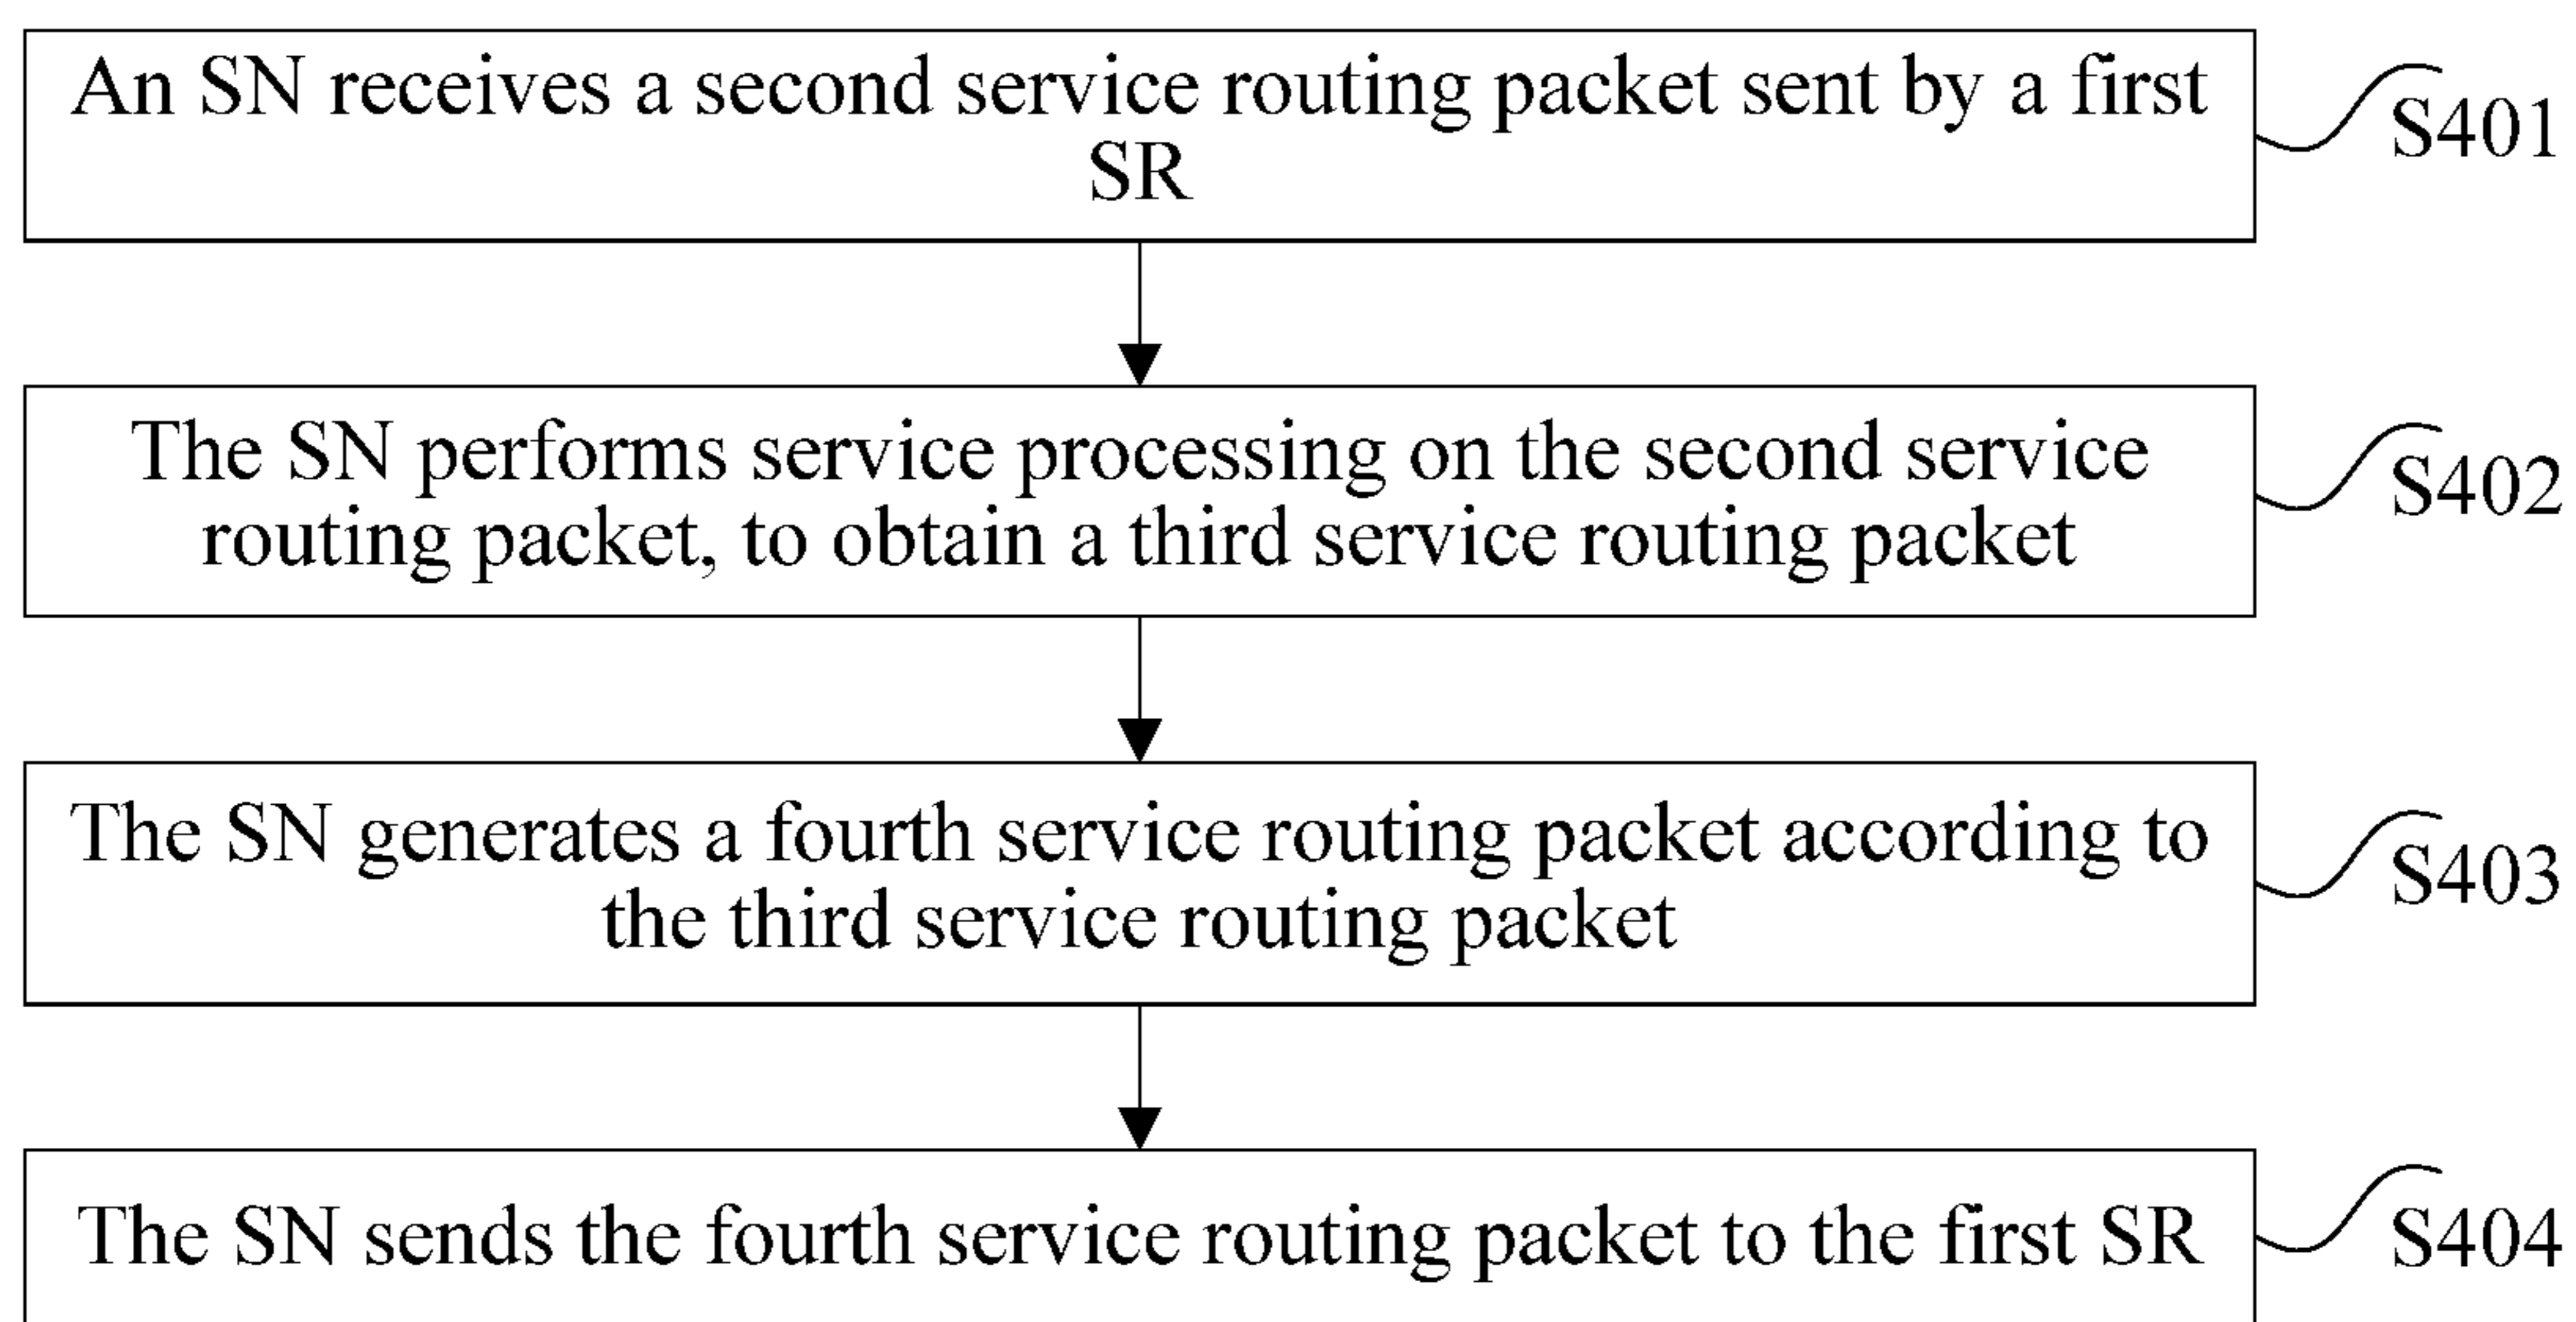 An SN receives a second service routing packet sent by a first
SR
S401
The SN performs service processing on the second service
routing packet, to obtain a third service routing packet
S402
The SN generates a fourth service routing packet according to
the third service routing packet
S403
The SN sends the fourth service routing packet to the first SR
S404